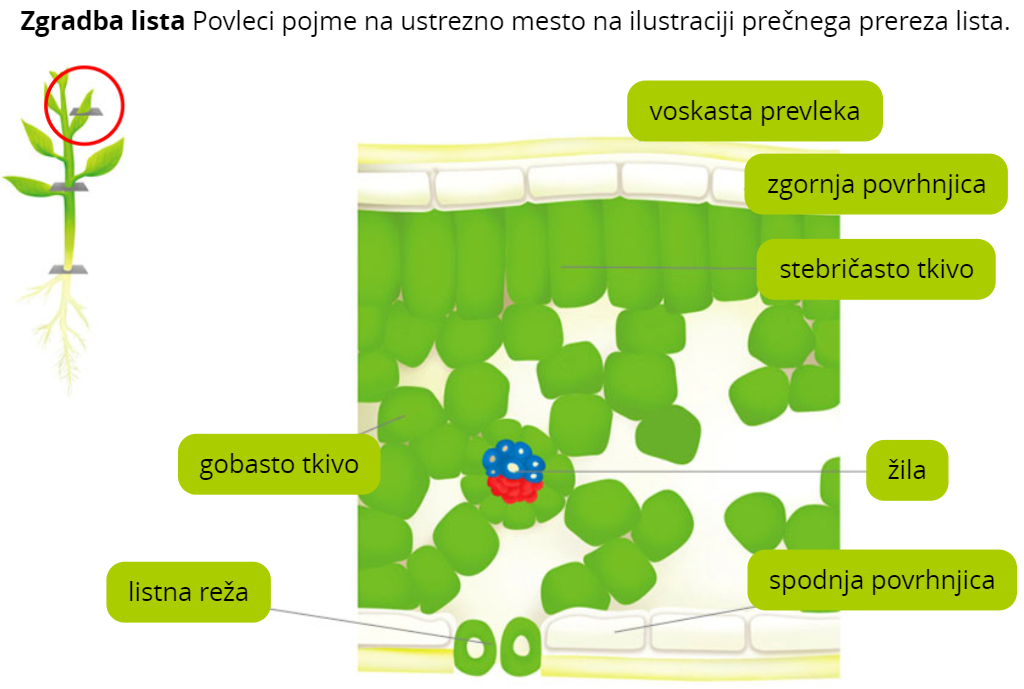 Zgradba lista Povleci pojme na ustrezno mesto na ilustraciji prečnega prereza lista.
voskasta prevleka
zgornja povrhnjica
stebričasto tkivo
gobasto tkivo
žila
listna reža
spodnja povrhnjica